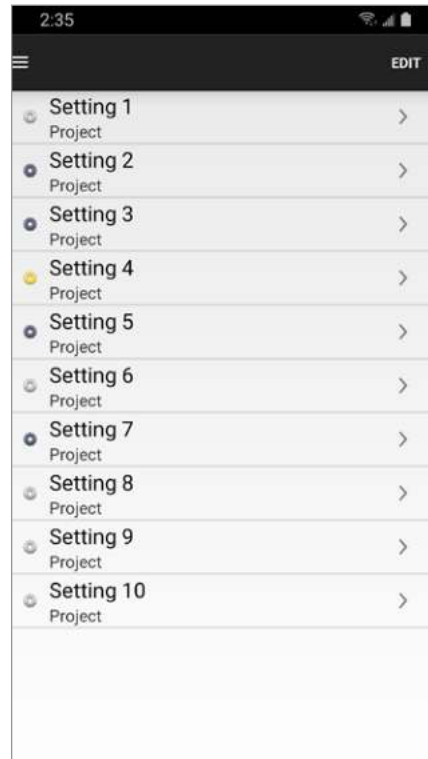 2:35
EDIT
Setting 1
Project
Setting 2
Project
Setting 3
Project
Setting 4
Project
Setting 5
Project
Setting 6
Project
Setting 7
Project
Setting 8
Project
Setting 9
Project
Setting 10
Project